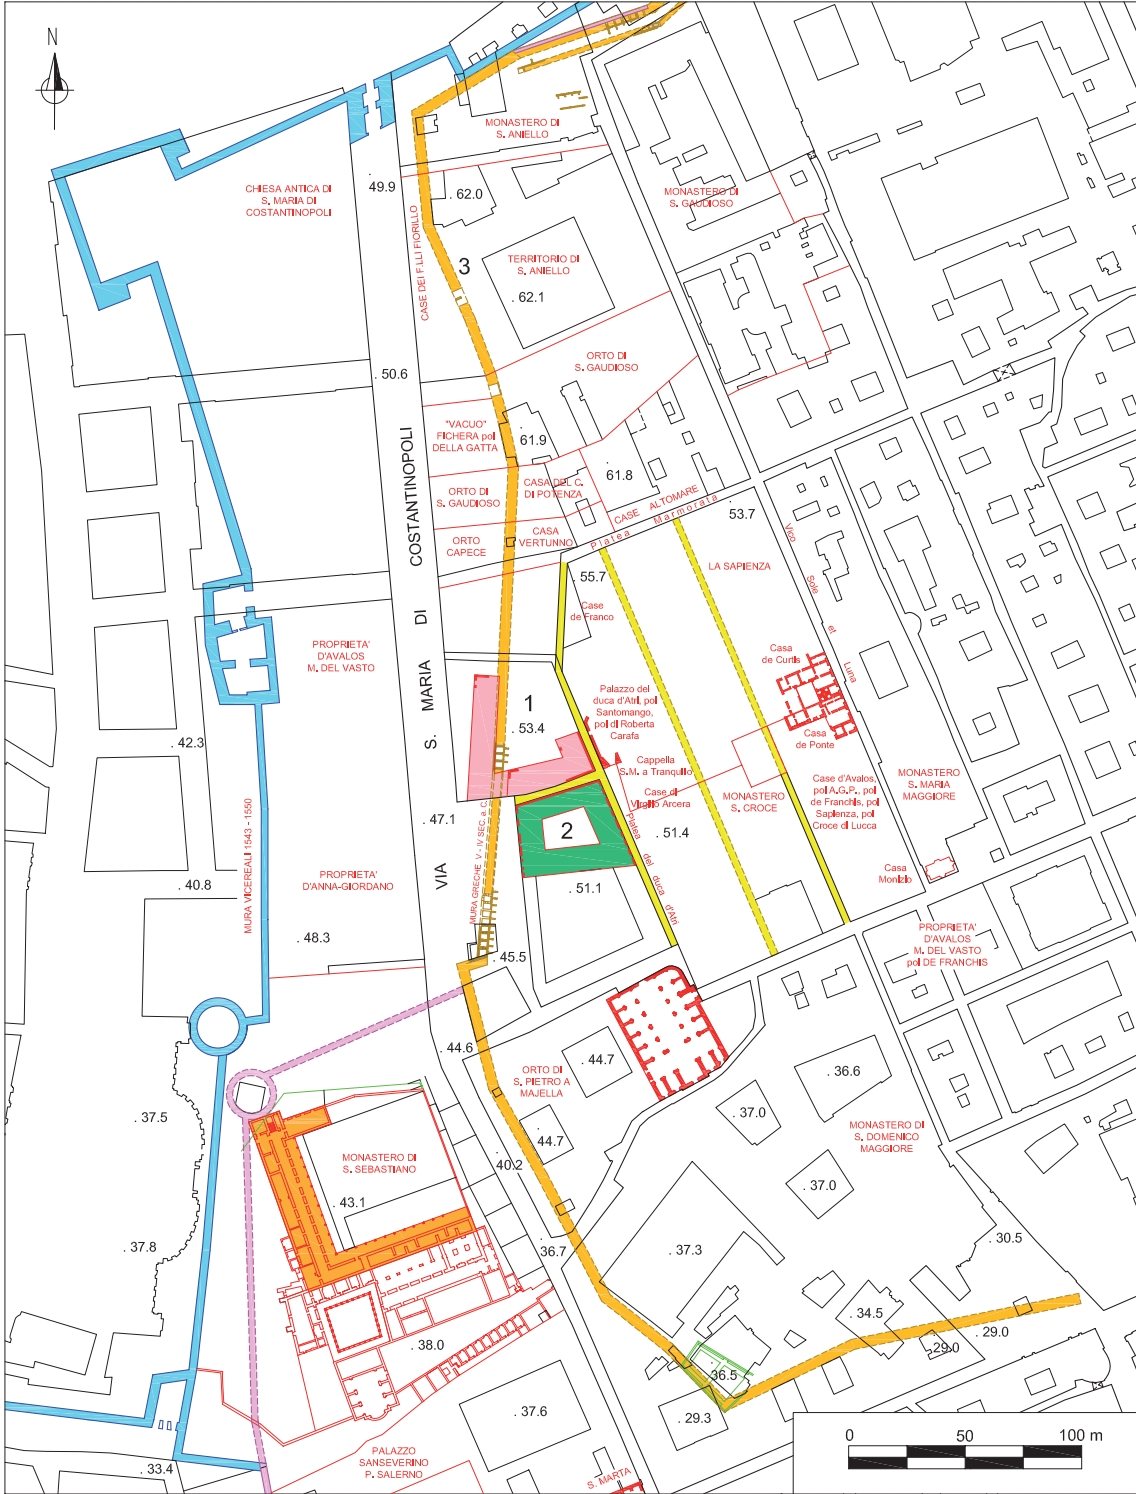 N
MONASTERO DI
S. ANIELLO
CHIESA ANTICA DI
S. MARIA DI
COSTANTINOPOLI
49.9
62.0
MONASTERO DI
S. GAUDIOSO
CASE DEI F.LLI FIORILLO
3
TERRITORIO DI
S. ANIELLO
62.1
50.6
ORTO DI
S. GAUDIOSO
"VACUO"
FICHERA poi
DELLA GATTA
61.9
61.8
CASA DEL C.
DI POTENZA
ORTO DI
S. GAUDIOSO
CASE ALTOMARE
Platea Marmorata
53.7
ORTO
CAPECE
CASA
VERTUNNO
VIA S. MARIA DI COSTANTINOPOLI
55.7
LA SAPIENZA
Vico Sole et Luna
Case
de Franco
PROPRIETA'
D'AVALOS
M. DEL VASTO
Casa
de Curtis
Palazzo del
duca d'Atri, poi
Santomango,
poi di Roberta
Carafa
1
53.4
42.3
Casa
de Ponte
Cappella
S.M. a Tranquillo
Case di
Virgilio Arcera
MONASTERO
S. CROCE
Case d'Avalos,
poi A.G.P., poi
de Franchis, poi
Sapienza, poi
Croce di Lucca
MONASTERO
S. MARIA
MAGGIORE
47.1
2
51.4
Platea del duca d'Atri
MURA GRECHE V - IV SEC. a.C.
MURA VICEREALI 1543 - 1550
40.8
PROPRIETA'
D'ANNA-GIORDANO
51.1
Casa
Monizio
48.3
45.5
PROPRIETA'
D'AVALOS
M. DEL VASTO
poi DE FRANCHIS
44.6
44.7
ORTO DI
S. PIETRO A
MAJELLA
36.6
37.5
37.0
44.7
MONASTERO DI
S. DOMENICO
MAGGIORE
MONASTERO DI
S. SEBASTIANO
40.2
43.1
37.0
37.8
36.7
37.3
30.5
34.5
29.0
29.0
38.0
36.5
37.6
29.3
PALAZZO
SANSEVERINO
P. SALERNO
33.4
S. MARTA
0 50 100 m